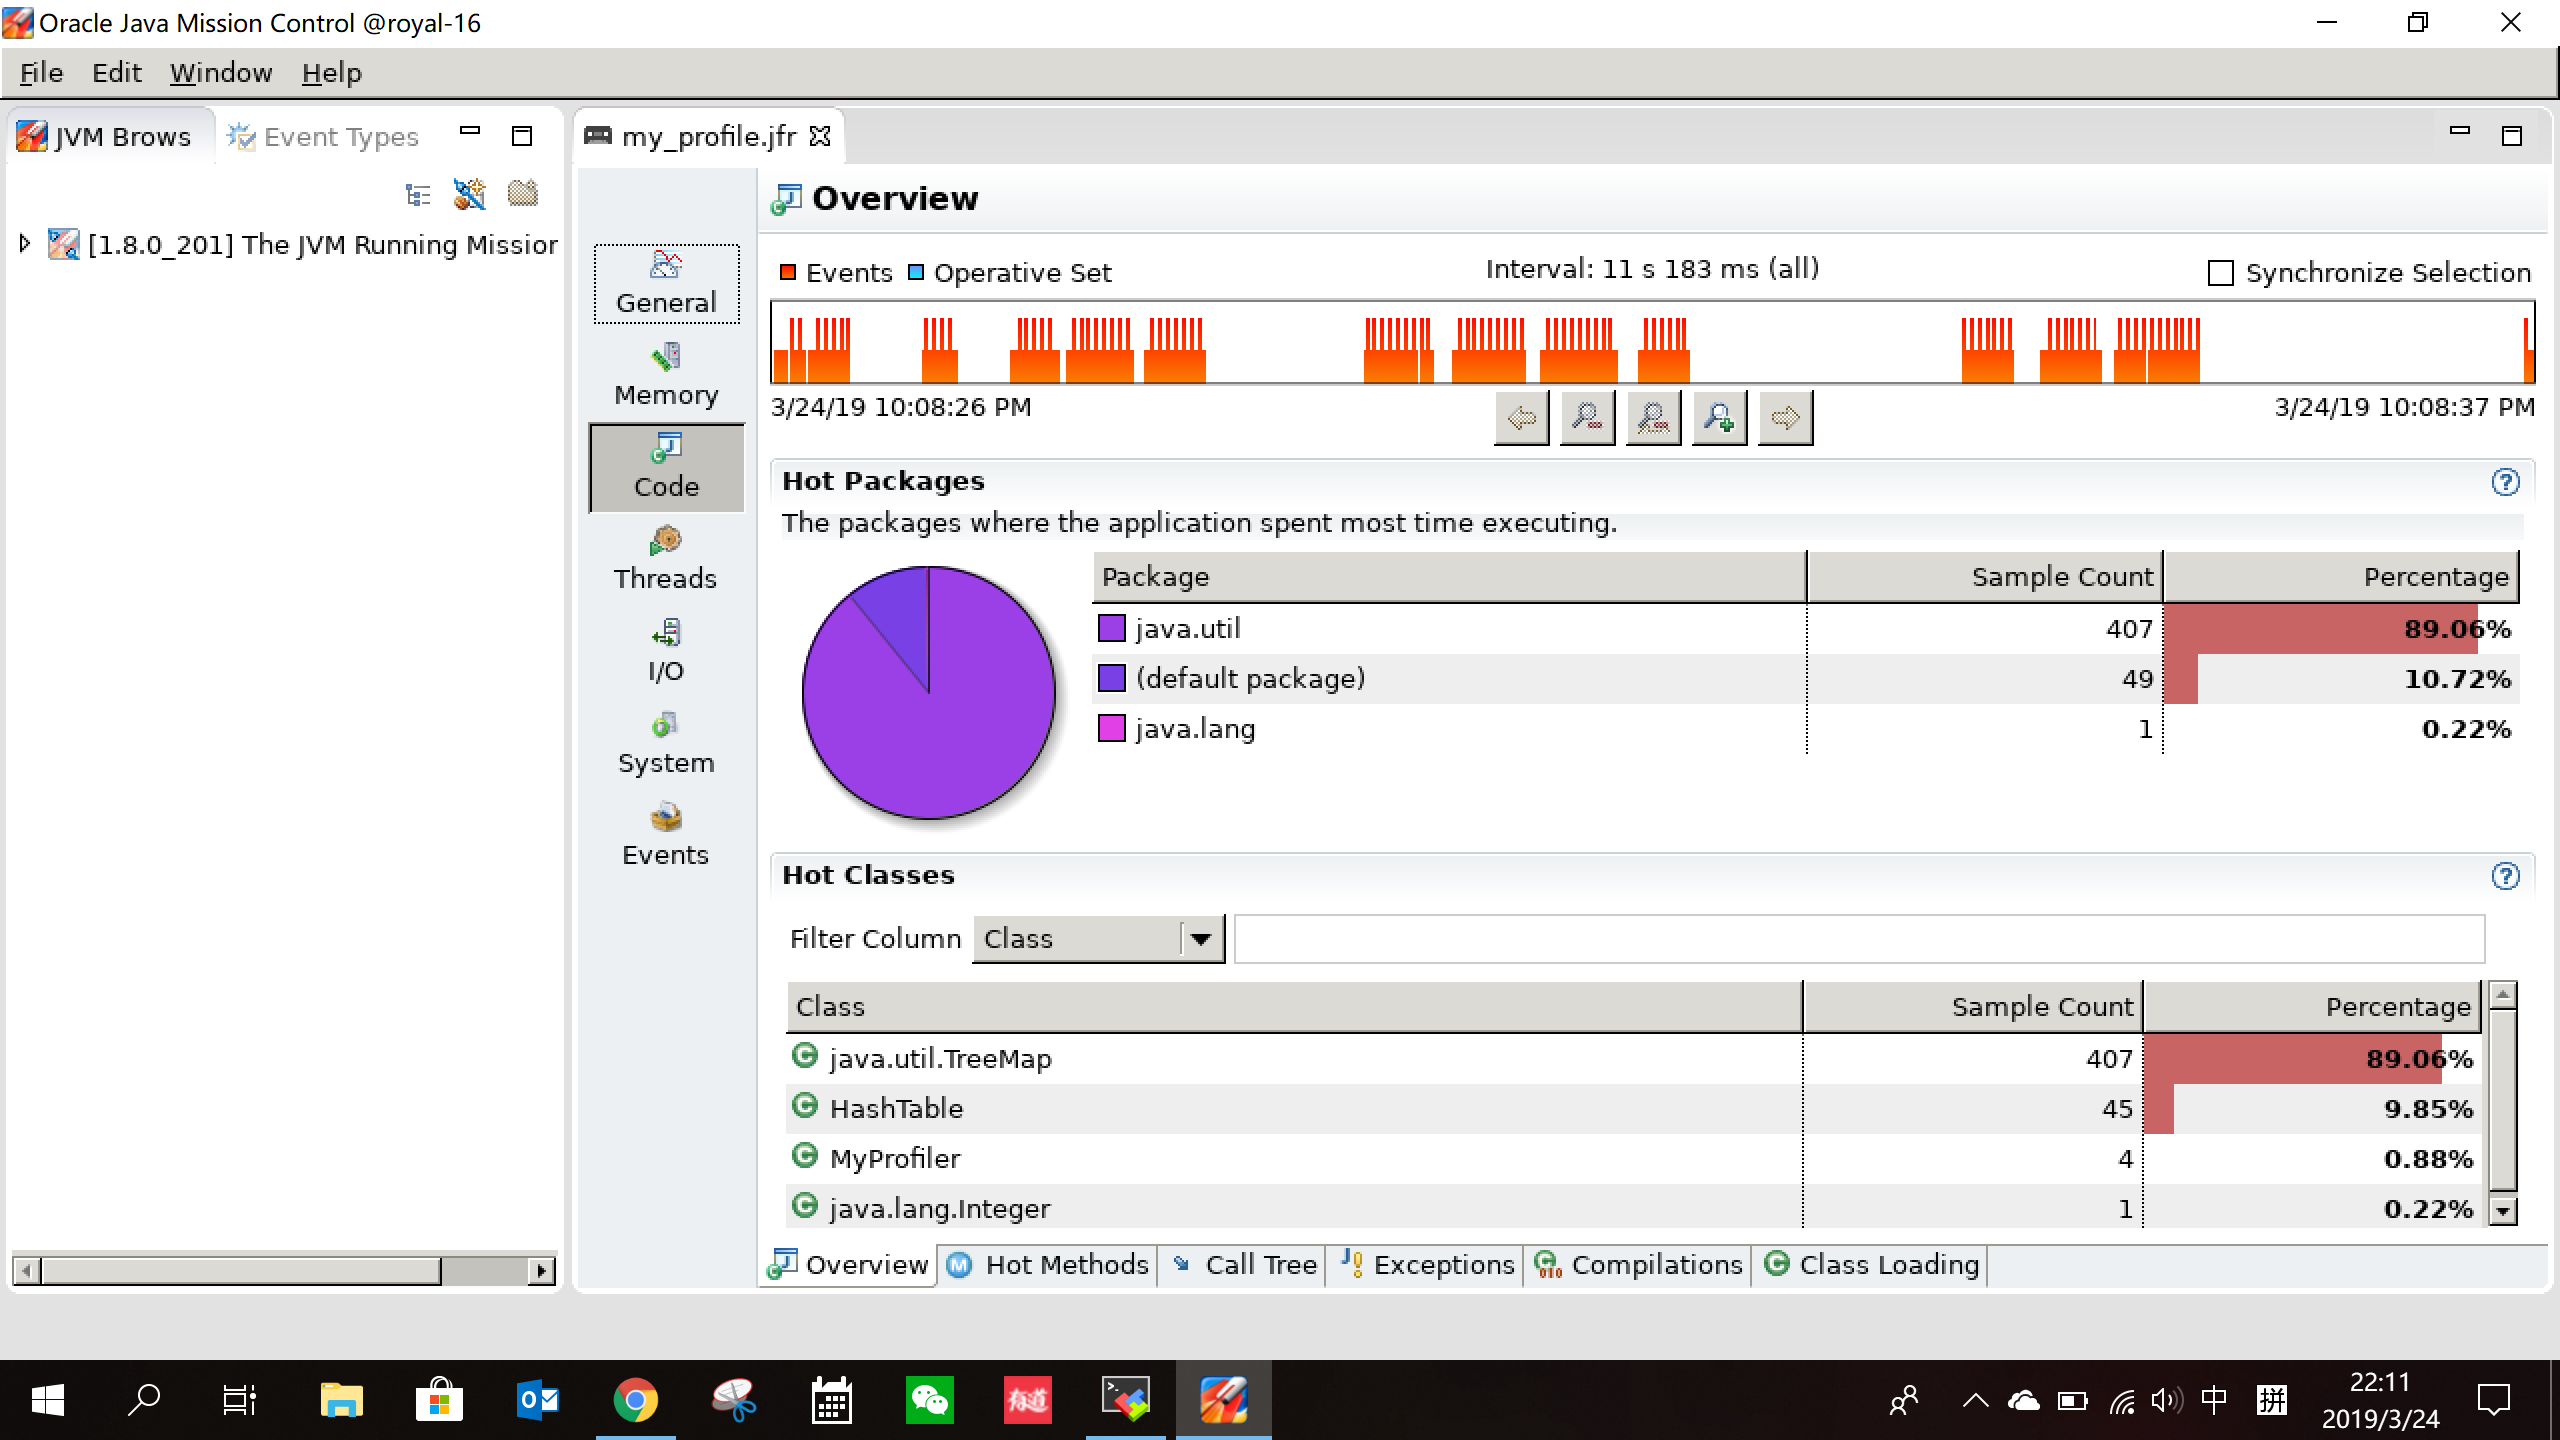 Oracle Java Mission Control @royal-16
File Edit Window Help
JVM Brows Event Types
my_profile.jfr
[1.8.0_201] The JVM Running Missior
General
Memory
Code
Threads
I/O
System
Events
Overview
Events Operative Set Interval: 11 s 183 ms (all) Synchronize Selection
3/24/19 10:08:26 PM 3/24/19 10:08:37 PM
Hot Packages
The packages where the application spent most time executing.
Package Sample Count Percentage
java.util 407 89.06%
(default package) 49 10.72%
java.lang 1 0.22%
Hot Classes
Filter Column Class
Class Sample Count Percentage
java.util.TreeMap 407 89.06%
HashTable 45 9.85%
MyProfiler 4 0.88%
java.lang.Integer 1 0.22%
Overview Hot Methods Call Tree Exceptions Compilations Class Loading
有道
中 拼
22:11
2019/3/24